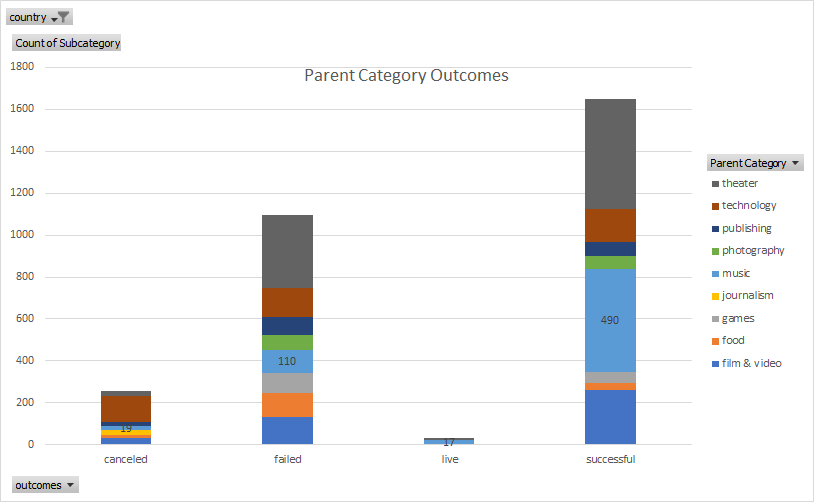 country
Count of Subcategory
Parent Category Outcomes
1800
1600
1400
1200
1000
800
600
400
200
0
19
110
17
490
canceled
failed
live
successful
Parent Category
theater
technology
publishing
photography
music
journalism
games
food
film & video
outcomes